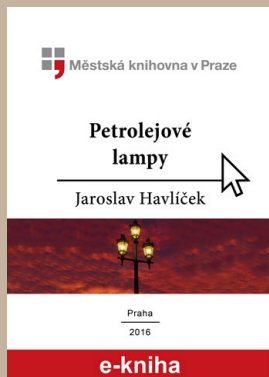 Městská knihovna v Praze
Petrolejové
lampy
Jaroslav Havlíček
Praha
2016
e-kniha